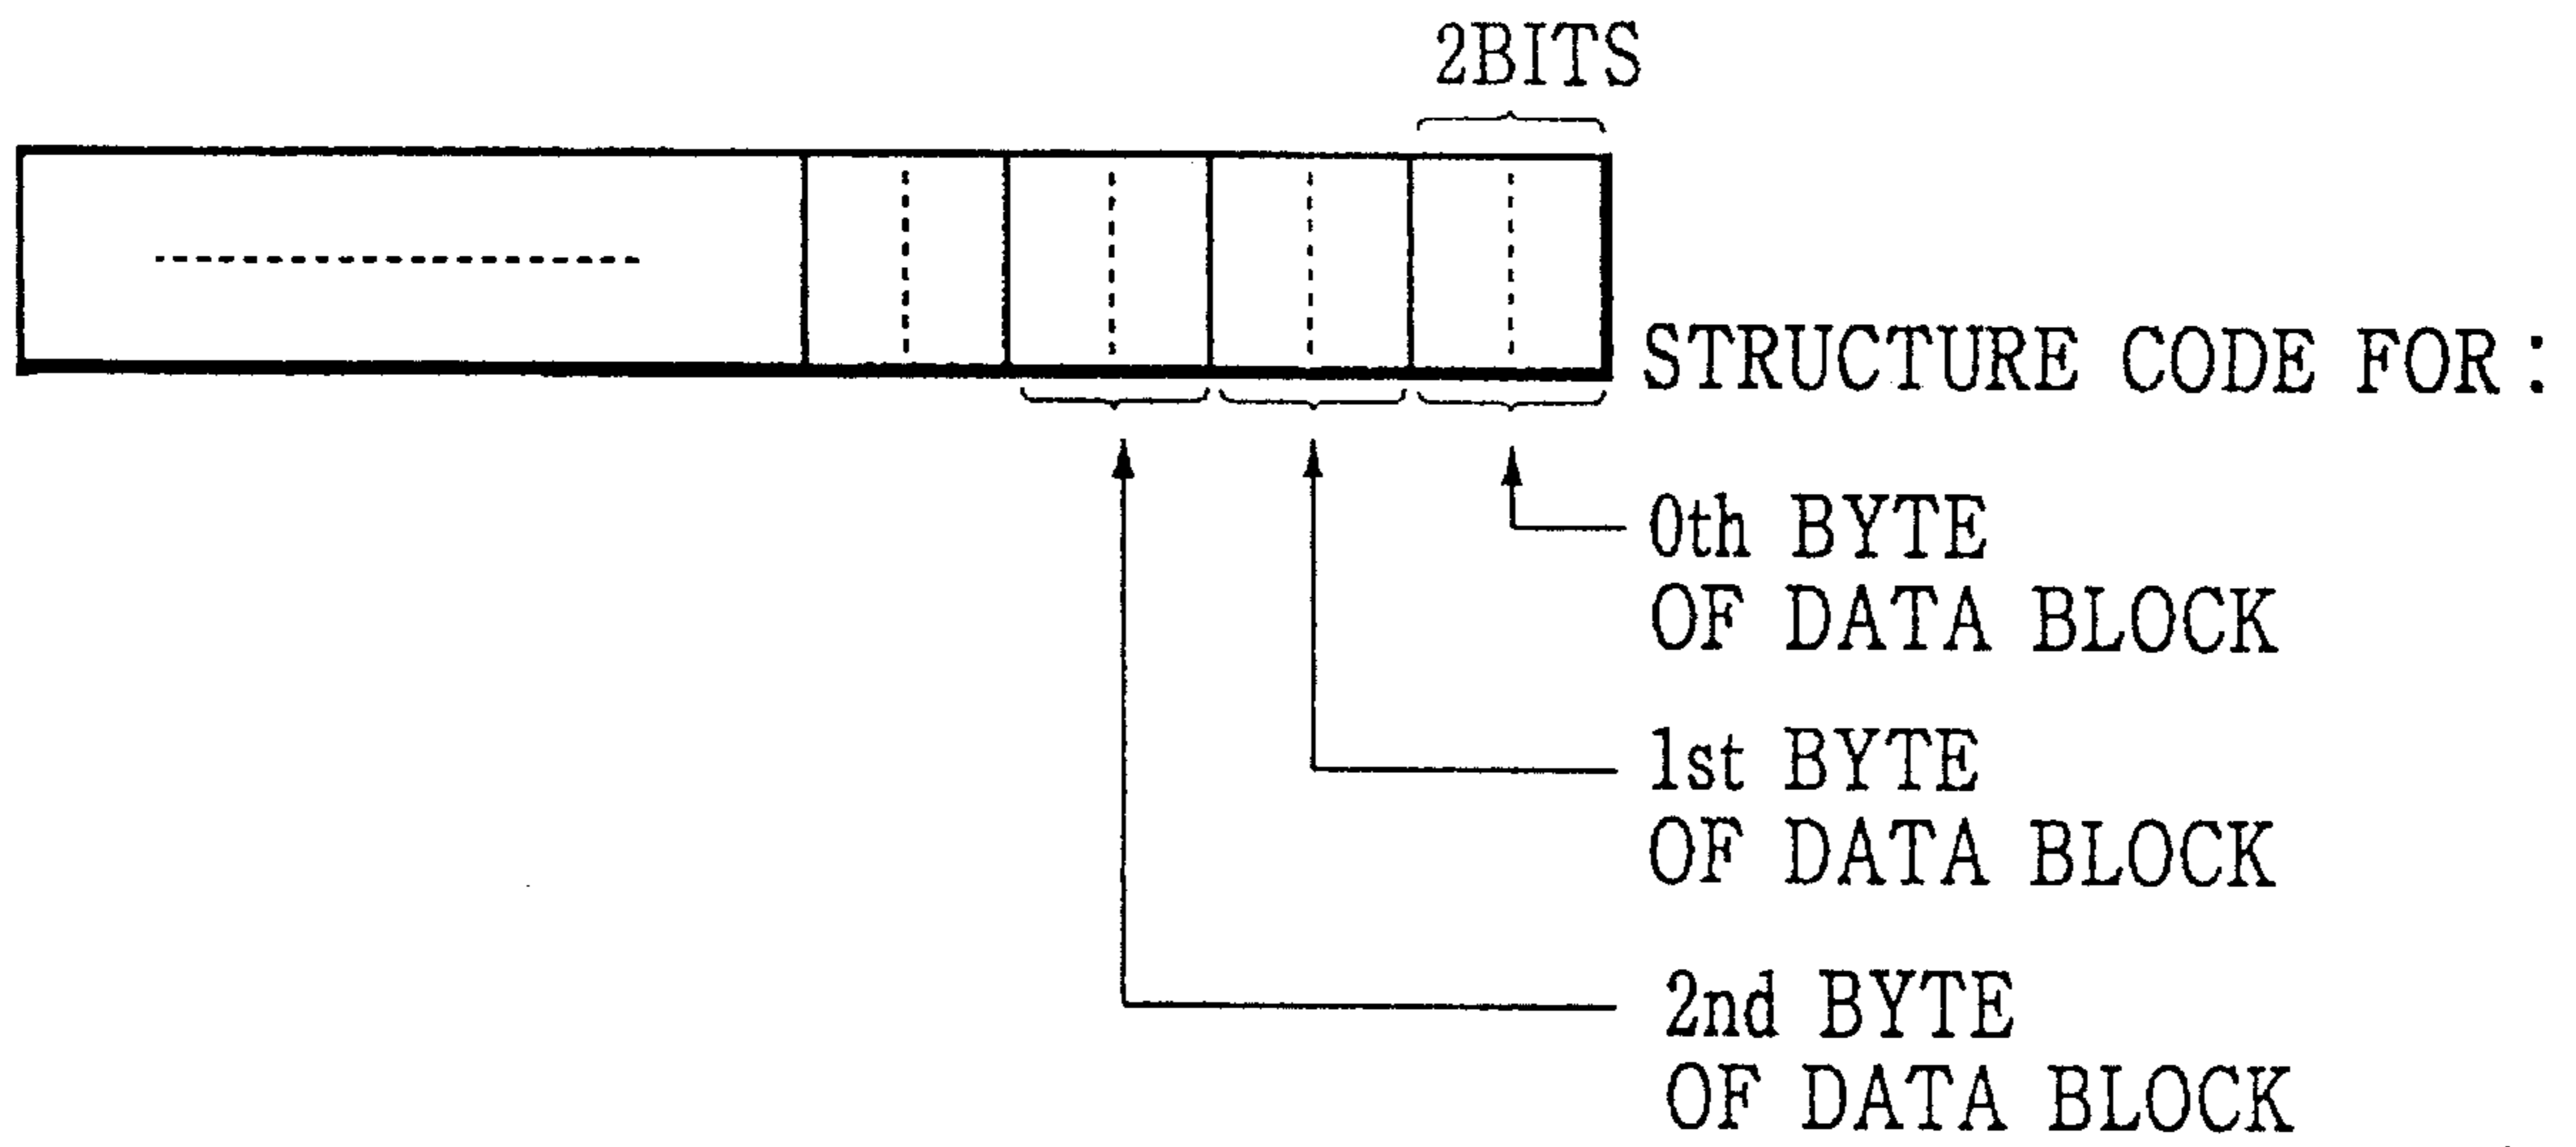 2BITS
STRUCTURE CODE FOR :
0th BYTE
OF DATA BLOCK
1st BYTE
OF DATA BLOCK
2nd BYTE
OF DATA BLOCK